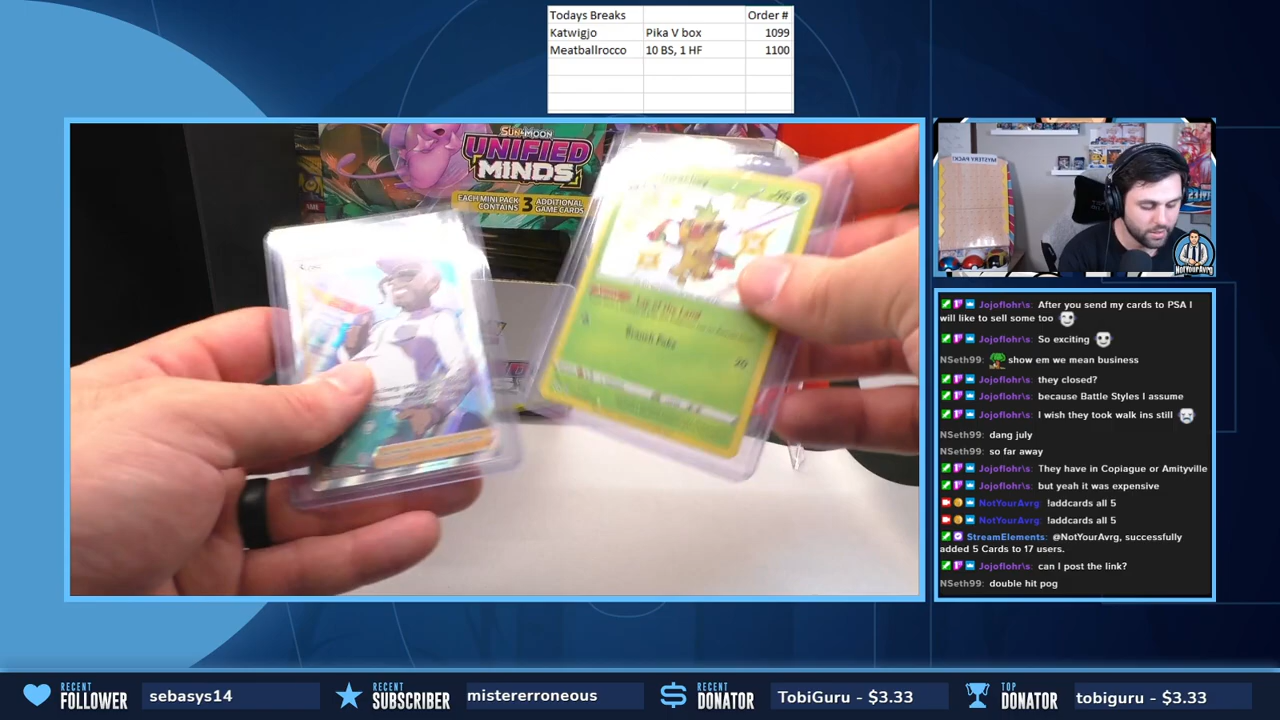 Todays Breaks Order #
Katwigjo Pika V box 1099
Meatballrocco 10 BS, 1 HF 1100
SUN & MOON
UNIFIED
MINDS
EACH MINI PACK CONTAINS 3 ADDITIONAL GAME CARDS
Branch Poke
20
MYSTERY PACK!
NOTYOURAVRG
Jojoflohr\s: After you send my cards to PSA I
will like to sell some too
Jojoflohr\s: So exciting
NSeth99: show em we mean business
Jojoflohr\s: they closed?
Jojoflohr\s: because Battle Styles I assume
Jojoflohr\s: I wish they took walk ins still
NSeth99: dang july
NSeth99: so far away
Jojoflohr\s: They have in Copiague or Amityville
Jojoflohr\s: but yeah it was expensive
NotYourAvrg: !addcards all 5
NotYourAvrg: !addcards all 5
StreamElements: @NotYourAvrg, successfully
added 5 Cards to 17 users.
Jojoflohr\s: can I post the link?
NSeth99: double hit pog
RECENT FOLLOWER sebasys14
RECENT SUBSCRIBER mistererroneous
RECENT DONATOR TobiGuru - $3.33
TOP DONATOR tobiguru - $3.33